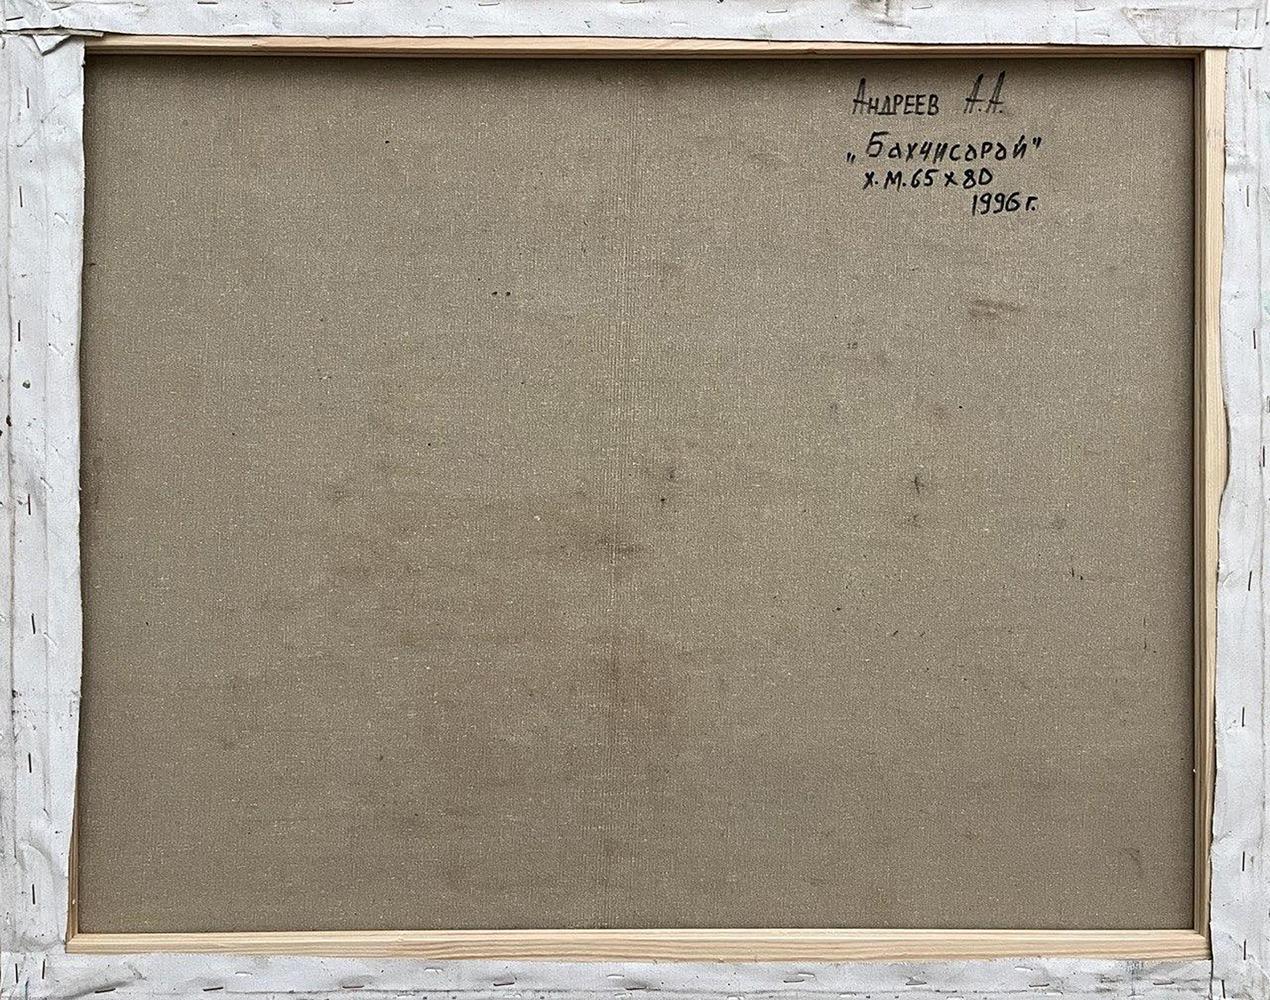 Андреев А.А.
„Бахчисарай"
х.м. 65 х 80
1996 г.